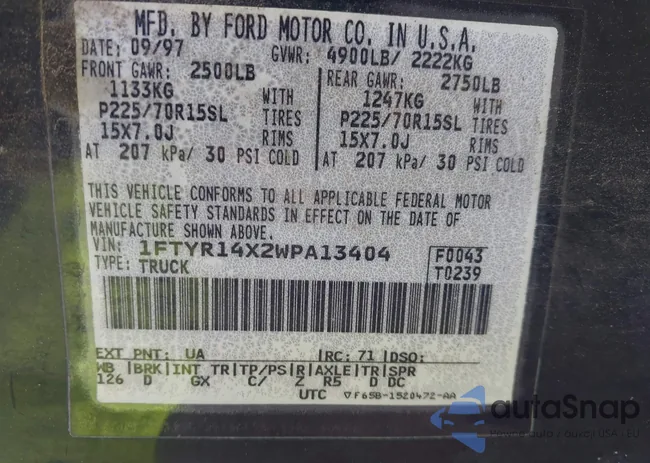 MFD. BY FORD MOTOR CO. IN U.S.A.
DATE: 09/97 GVWR: 4900LB/ 2222KG
FRONT GAWR: 2500LB REAR GAWR: 2750LB
1133KG WITH 1247KG WITH
P225/70R15SL TIRES P225/70R15SL TIRES
15X7.0J RIMS 15X7.0J RIMS
AT 207 kPa/ 30 PSI COLD AT 207 kPa/ 30 PSI COLD
THIS VEHICLE CONFORMS TO ALL APPLICABLE FEDERAL MOTOR
VEHICLE SAFETY STANDARDS IN EFFECT ON THE DATE OF
MANUFACTURE SHOWN ABOVE.
VIN: 1FTYR14X2WPA13404 F0043
TYPE: TRUCK T0239
EXT PNT: UA RC: 71 DSO:
WB BRK INT TR TP/PS R AXLE TR SPR
126 D GX C/ Z R5 D DC
UTC F65B-1520472-AA
autoSnap